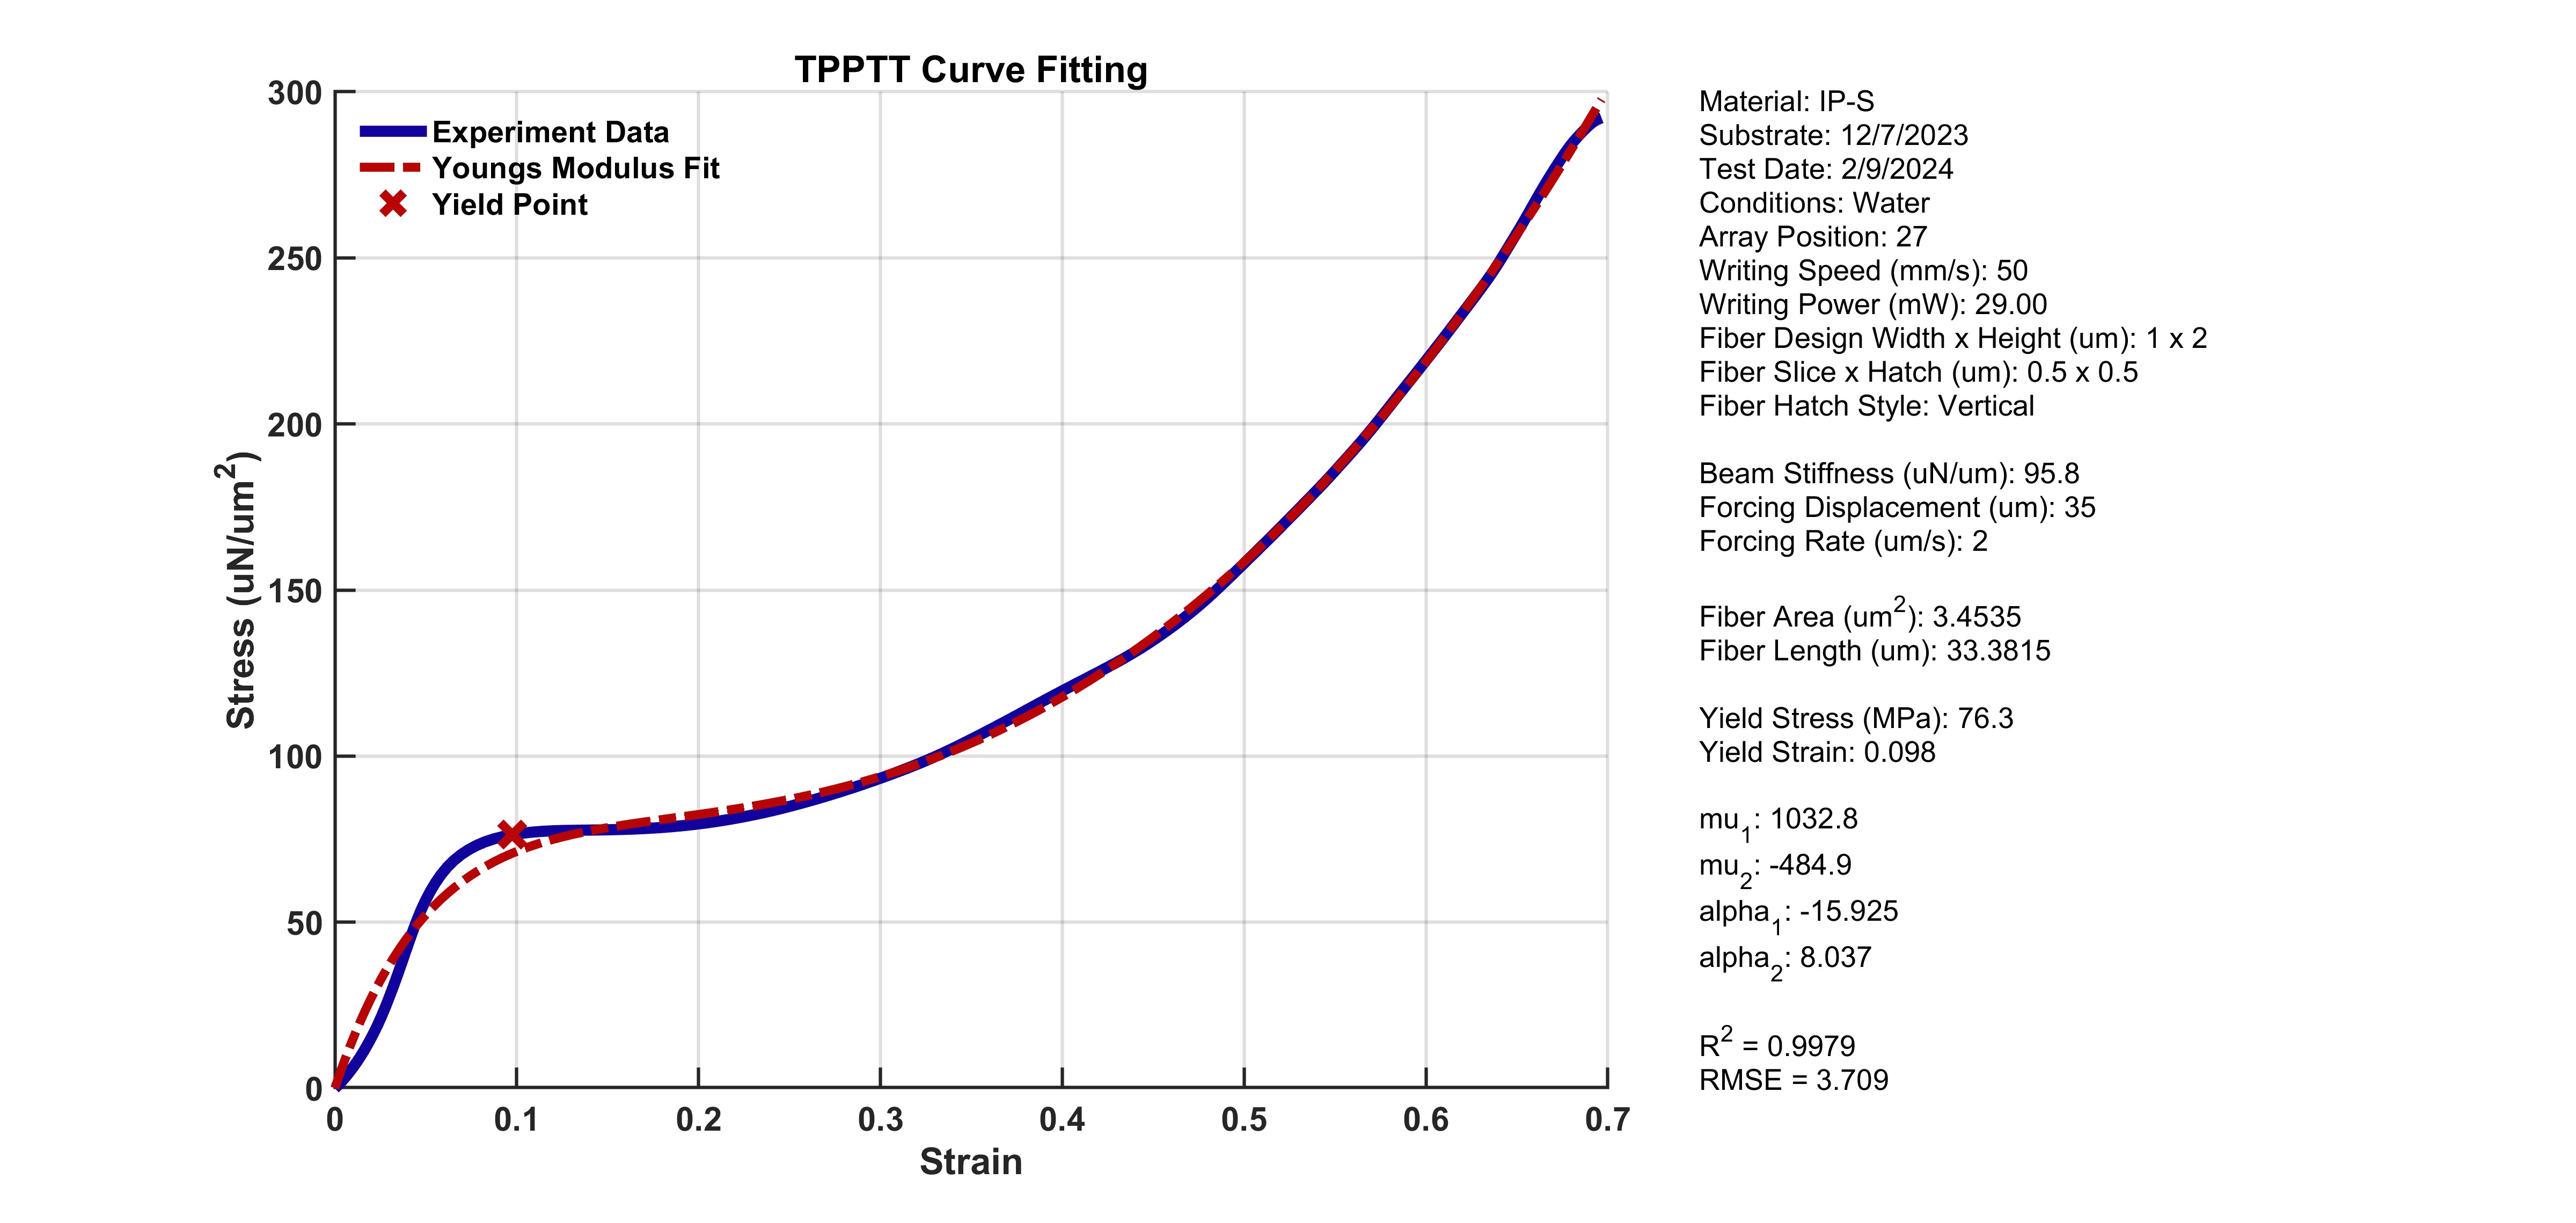 TPPTT Curve Fitting
300
250
200
150
100
50
0
Stress (uN/um²)
Experiment Data
Youngs Modulus Fit
Yield Point
0 0.1 0.2 0.3 0.4 0.5 0.6 0.7
Strain
Material: IP-S
Substrate: 12/7/2023
Test Date: 2/9/2024
Conditions: Water
Array Position: 27
Writing Speed (mm/s): 50
Writing Power (mW): 29.00
Fiber Design Width x Height (um): 1 x 2
Fiber Slice x Hatch (um): 0.5 x 0.5
Fiber Hatch Style: Vertical
Beam Stiffness (uN/um): 95.8
Forcing Displacement (um): 35
Forcing Rate (um/s): 2
Fiber Area (um²): 3.4535
Fiber Length (um): 33.3815
Yield Stress (MPa): 76.3
Yield Strain: 0.098
mu₁: 1032.8
mu₂: -484.9
alpha₁: -15.925
alpha₂: 8.037
R² = 0.9979
RMSE = 3.709